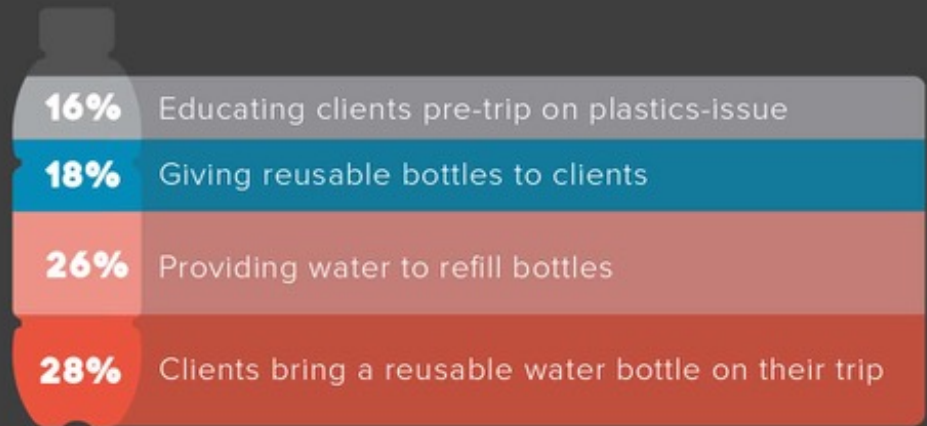 16% Educating clients pre-trip on plastics-issue
18% Giving reusable bottles to clients
26% Providing water to refill bottles
28% Clients bring a reusable water bottle on their trip